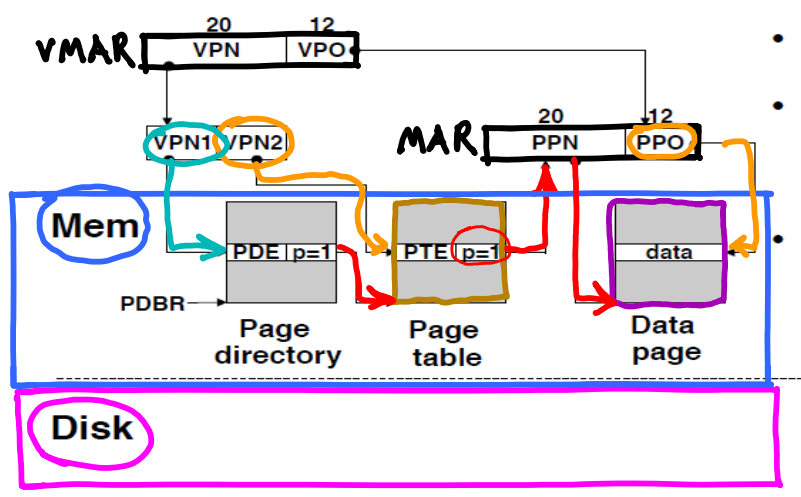 20 12
VMAR VPN VPO
20 12
VPN1 VPN2 MAR PPN PPO
Mem
PDE p=1 PTE p=1 data
PDBR
Page directory
Page table
Data page
Disk